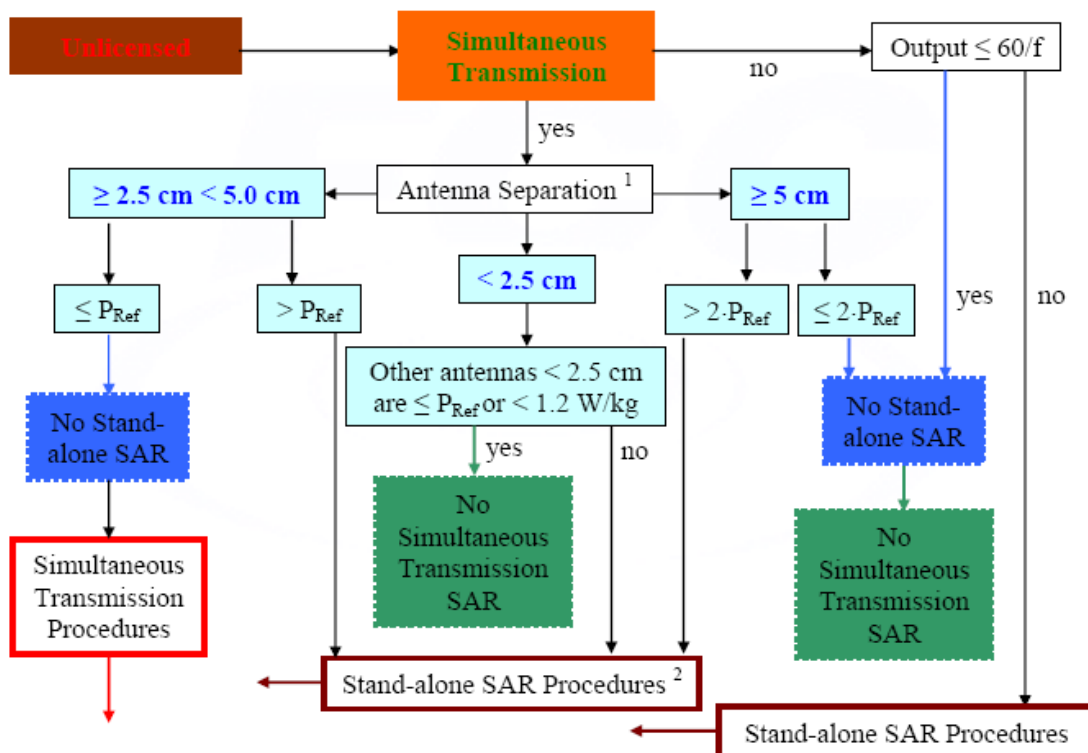 Unlicensed
Simultaneous
Transmission
no
Output ≤ 60/f
yes
≥ 2.5 cm < 5.0 cm
Antenna Separation 1
≥ 5 cm
< 2.5 cm
≤ PRef
> PRef
> 2·PRef
≤ 2·PRef
yes
no
Other antennas < 2.5 cm
are ≤ PRef or < 1.2 W/kg
No Stand-
alone SAR
yes
no
No Stand-
alone SAR
No
Simultaneous
Transmission
SAR
No
Simultaneous
Transmission
SAR
Simultaneous
Transmission
Procedures
Stand-alone SAR Procedures 2
Stand-alone SAR Procedures